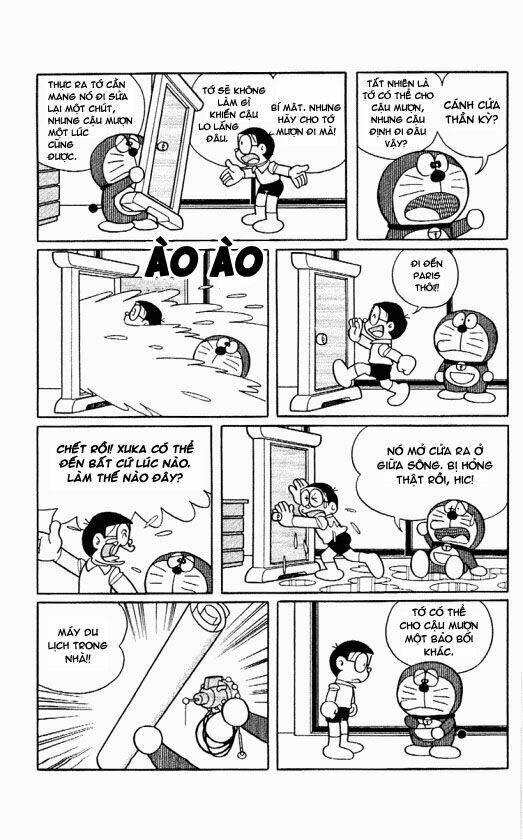 CÁNH CỬA
THẦN KỲ?
TẤT NHIÊN LÀ
TỚ CÓ THỂ CHO
CẬU MƯỢN,
NHƯNG CẬU
ĐỊNH ĐI ĐÂU
VẬY?
BÍ MẬT. NHƯNG
HÃY CHO TỚ
MƯỢN ĐI MÀ!
TỚ SẼ KHÔNG
LÀM GÌ
KHIẾN CẬU
LO LẮNG
ĐÂU.
THỰC RA TỚ CẦN
MANG NÓ ĐI SỬA
LẠI MỘT CHÚT,
NHƯNG CẬU MƯỢN
MỘT LÚC
CŨNG
ĐƯỢC.
ĐI ĐẾN
PARIS
THÔI!!
ÀO ÀO
NÓ MỞ CỬA RA Ở
GIỮA SÔNG. BỊ HỎNG
THẬT RỒI, HIC!
CHẾT RỒI! XUKA CÓ THỂ
ĐẾN BẤT CỨ LÚC NÀO.
LÀM THẾ NÀO ĐÂY?
TỚ CÓ THỂ
CHO CẬU MƯỢN
MỘT BẢO BỐI
KHÁC.
MÁY DU
LỊCH TRONG
NHÀ!!